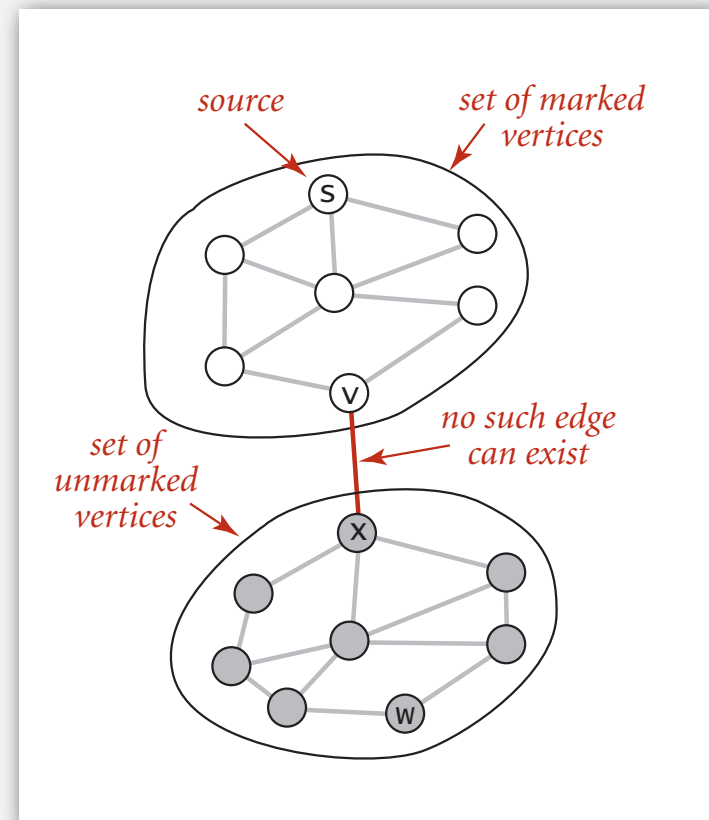 source
set of marked
vertices
s
v
no such edge
can exist
set of
unmarked
vertices
x
w